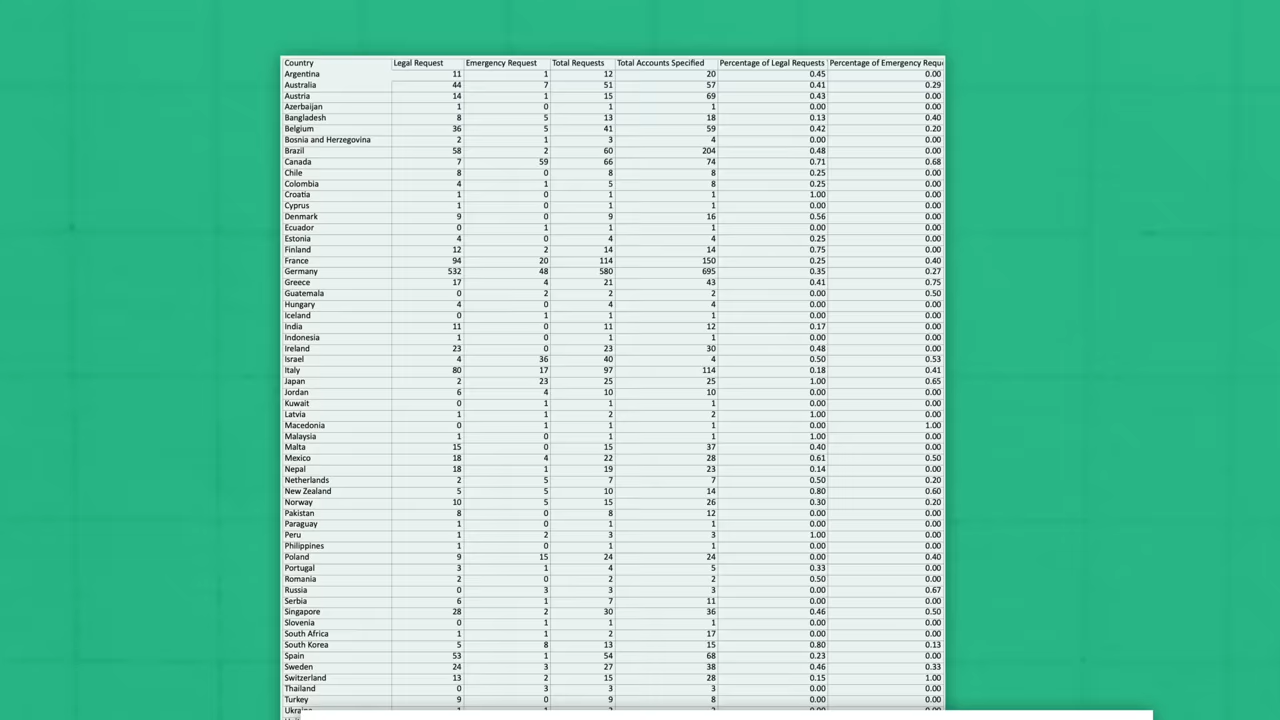 Country Legal Request Emergency Request Total Requests Total Accounts Specified Percentage of Legal Requests Percentage of Emergency Requ
Argentina 11 1 12 20 0.45 0.00
Australia 44 7 51 57 0.41 0.29
Austria 14 1 15 69 0.43 0.00
Azerbaijan 1 0 1 1 0.00 0.00
Bangladesh 8 5 13 18 0.13 0.40
Belgium 36 5 41 59 0.42 0.20
Bosnia and Herzegovina 2 1 3 4 0.00 0.00
Brazil 58 2 60 204 0.48 0.00
Canada 7 59 66 74 0.71 0.68
Chile 8 0 8 8 0.25 0.00
Colombia 4 1 5 8 0.25 0.00
Croatia 1 0 1 1 1.00 0.00
Cyprus 1 0 1 1 0.00 0.00
Denmark 9 0 9 16 0.56 0.00
Ecuador 0 1 1 1 0.00 0.00
Estonia 4 0 4 4 0.25 0.00
Finland 12 2 14 14 0.75 0.00
France 94 20 114 150 0.25 0.40
Germany 532 48 580 695 0.35 0.27
Greece 17 4 21 43 0.41 0.75
Guatemala 0 2 2 2 0.00 0.50
Hungary 4 0 4 4 0.00 0.00
Iceland 0 1 1 1 0.00 0.00
India 11 0 11 12 0.17 0.00
Indonesia 1 0 1 1 0.00 0.00
Ireland 23 0 23 30 0.48 0.00
Israel 4 36 40 4 0.50 0.53
Italy 80 17 97 114 0.18 0.41
Japan 2 23 25 25 1.00 0.65
Jordan 6 4 10 10 0.00 0.00
Kuwait 0 1 1 1 0.00 0.00
Latvia 1 1 2 2 1.00 0.00
Macedonia 0 1 1 1 0.00 1.00
Malaysia 1 0 1 1 1.00 0.00
Malta 15 0 15 37 0.40 0.00
Mexico 18 4 22 28 0.61 0.50
Nepal 18 1 19 23 0.14 0.00
Netherlands 2 5 7 7 0.50 0.20
New Zealand 5 5 10 14 0.80 0.60
Norway 10 5 15 26 0.30 0.20
Pakistan 8 0 8 12 0.00 0.00
Paraguay 1 0 1 1 0.00 0.00
Peru 1 2 3 3 1.00 0.00
Philippines 1 0 1 1 0.00 0.00
Poland 9 15 24 24 0.00 0.40
Portugal 3 1 4 5 0.33 0.00
Romania 2 0 2 2 0.50 0.00
Russia 0 3 3 3 0.00 0.67
Serbia 6 1 7 11 0.00 0.00
Singapore 28 2 30 36 0.46 0.50
Slovenia 0 1 1 1 0.00 0.00
South Africa 1 1 2 17 0.00 0.00
South Korea 5 8 13 15 0.80 0.13
Spain 53 1 54 68 0.23 0.00
Sweden 24 3 27 38 0.46 0.33
Switzerland 13 2 15 28 0.15 1.00
Thailand 0 3 3 3 0.00 0.00
Turkey 9 0 9 8 0.00 0.00